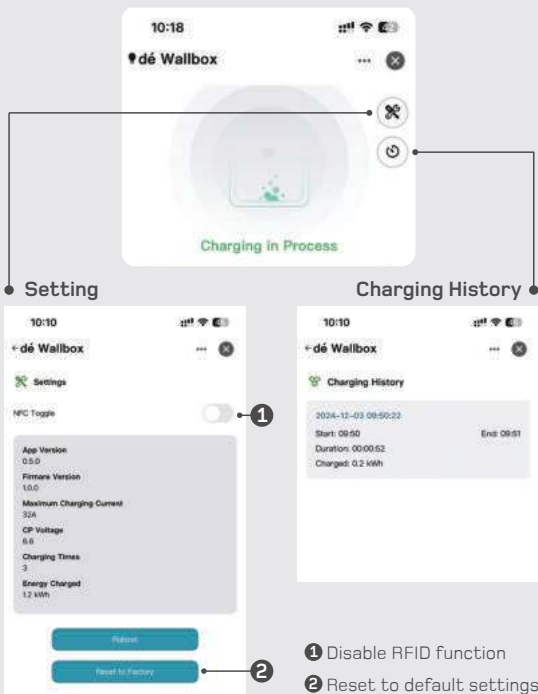 10:18
dé Wallbox
Charging in Process
Setting
10:10
dé Wallbox
Settings
NFC Toggle
1
App Version
0.5.0
Firmare Version
1.0.0
Maximum Charging Current
32A
CP Voltage
6.6
Charging Times
3
Energy Charged
1.2 kWh
Reboot
Reset to Factory
2
Charging History
10:10
dé Wallbox
Charging History
2024-12-03 09:50:22
Start: 09:50 End: 09:51
Duration: 00:00:52
Charged: 0.2 kWh
1 Disable RFID function
2 Reset to default settings